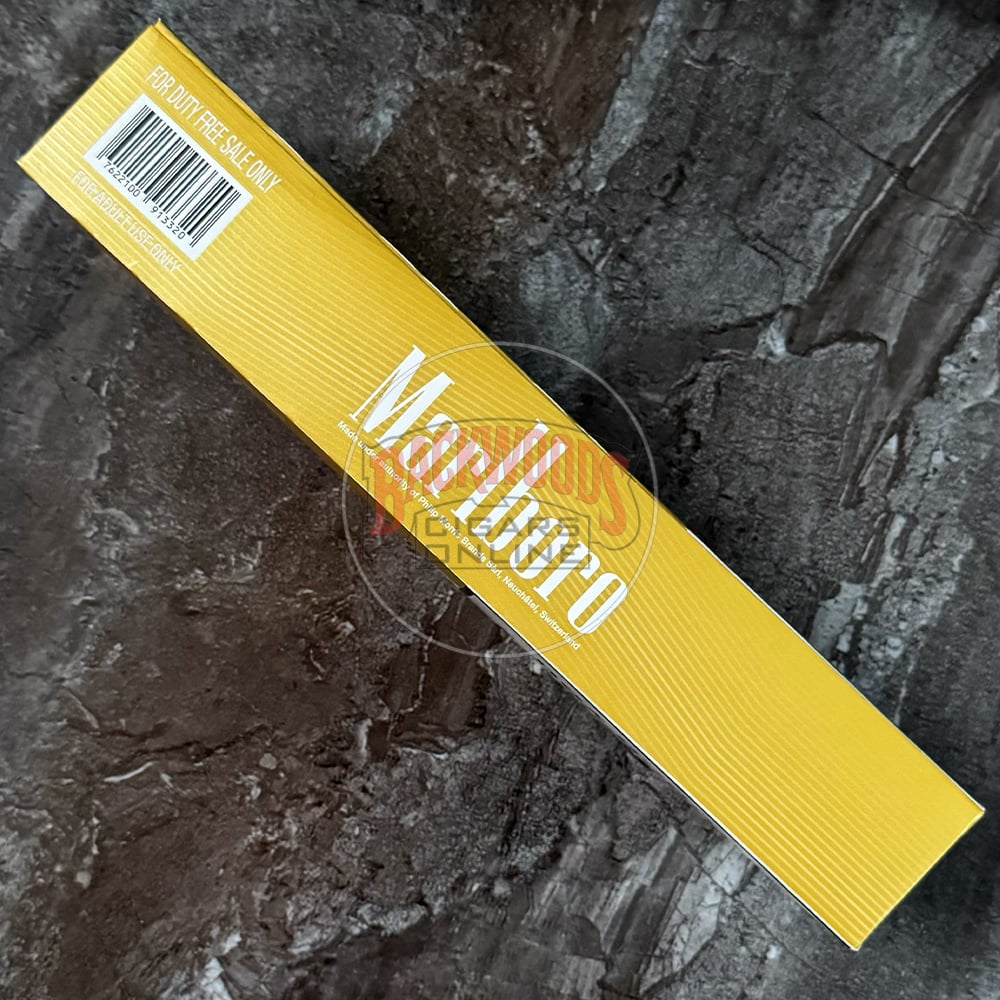 FOR DUTY FREE SALE ONLY
7622100 913320
FOR ADULT USE ONLY
Marlboro
Made under authority of Philip Morris Brands Sàrl, Neuchâtel, Switzerland
BACKWOODS
CIGARS
ONLINE